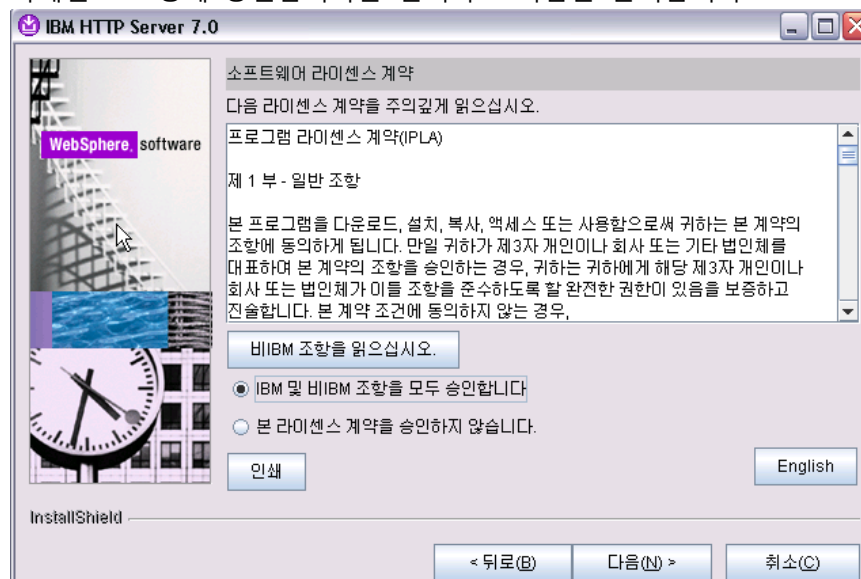 IBM HTTP Server 7.0
WebSphere. software
소프트웨어 라이센스 계약
다음 라이센스 계약을 주의깊게 읽으십시오.
프로그램 라이센스 계약(IPLA)
제 1 부 - 일반 조항
본 프로그램을 다운로드, 설치, 복사, 액세스 또는 사용함으로써 귀하는 본 계약의
조항에 동의하게 됩니다. 만일 귀하가 제3자 개인이나 회사 또는 기타 법인체를
대표하여 본 계약의 조항을 승인하는 경우, 귀하는 귀하에게 해당 제3자 개인이나
회사 또는 법인체가 이들 조항을 준수하도록 할 완전한 권한이 있음을 보증하고
진술합니다. 본 계약 조건에 동의하지 않는 경우,
비IBM 조항을 읽으십시오.
IBM 및 비IBM 조항을 모두 승인합니다
본 라이센스 계약을 승인하지 않습니다.
인쇄
English
InstallShield
< 뒤로(B)
다음(N) >
취소(C)